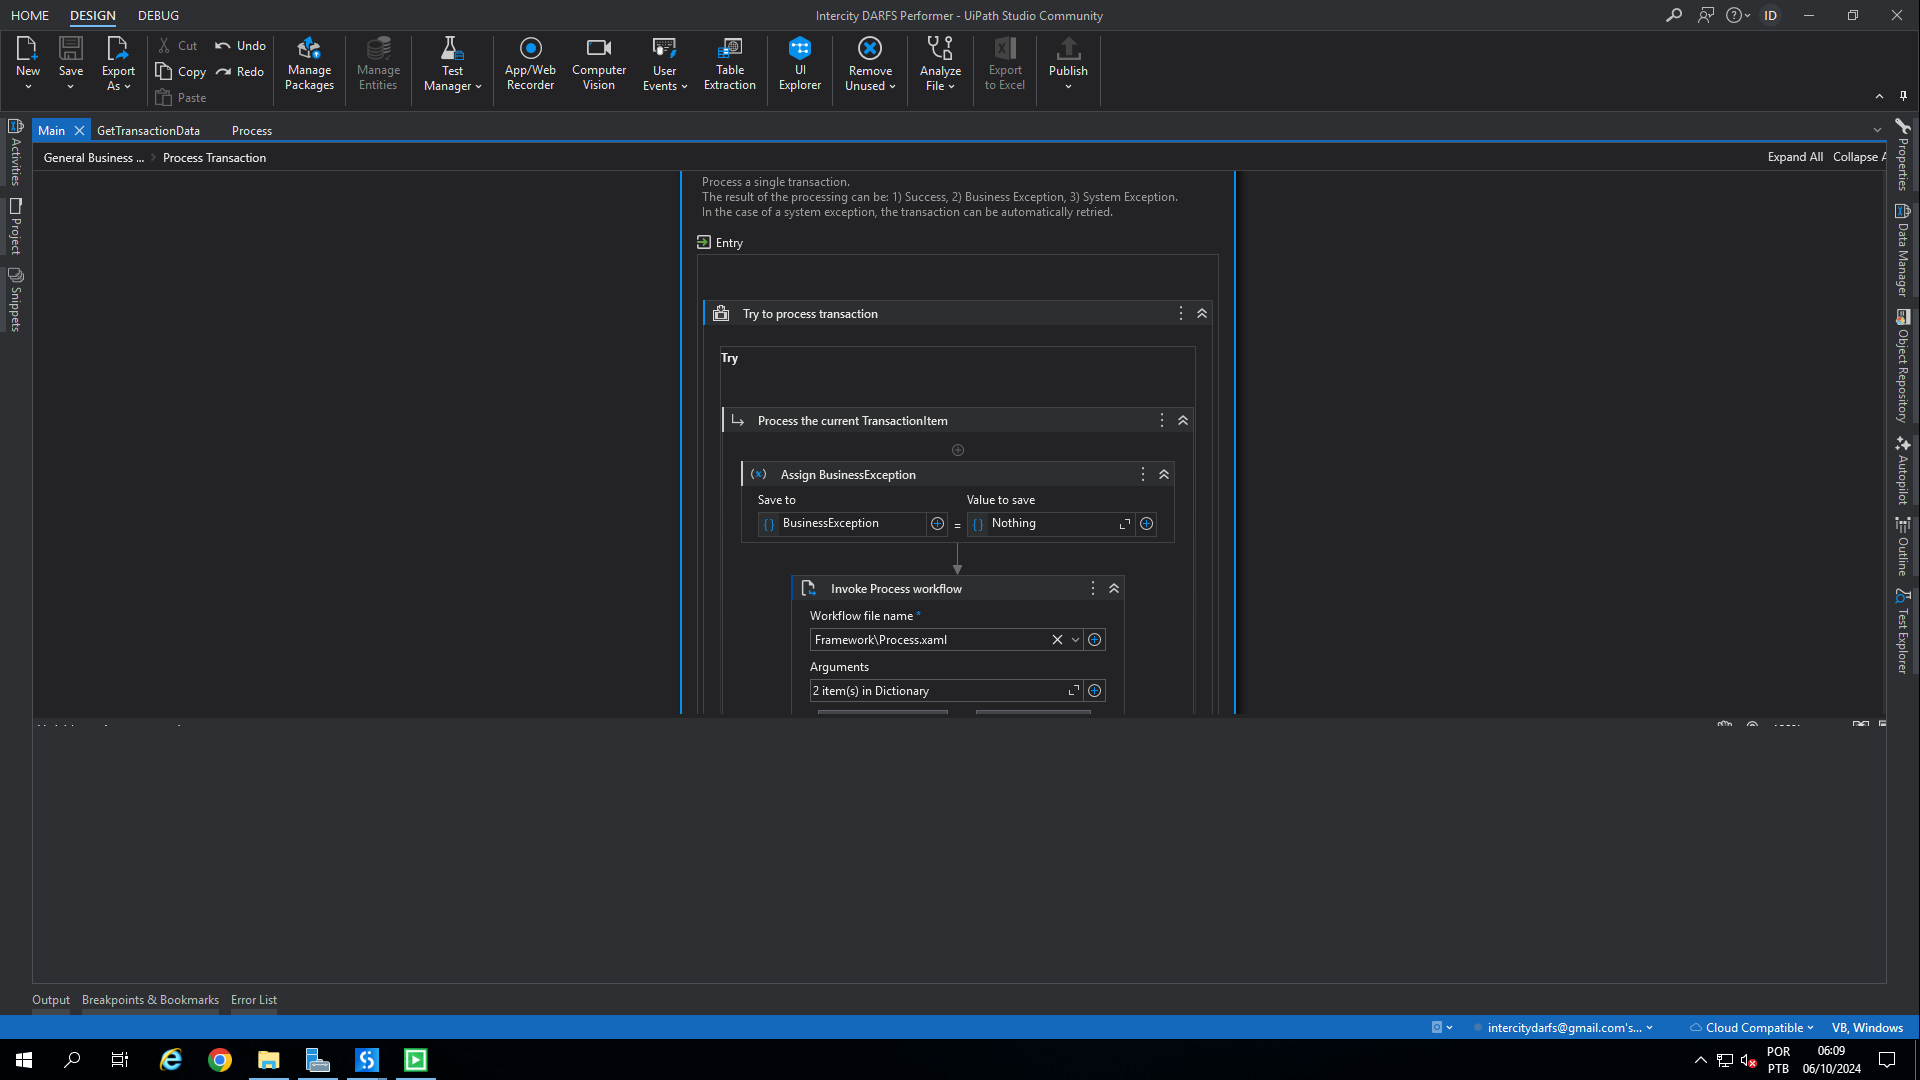 HOME DESIGN DEBUG
Intercity DARFS Performer - UiPath Studio Community
ID
New
Save
Export As
Cut
Copy
Paste
Undo
Redo
Manage Packages
Manage Entities
Test Manager
App/Web Recorder
Computer Vision
User Events
Table Extraction
UI Explorer
Remove Unused
Analyze File
Export to Excel
Publish
Main GetTransactionData Process
General Business ... Process Transaction
Expand All Collapse A
Activities
Project
Snippets
Process a single transaction.
The result of the processing can be: 1) Success, 2) Business Exception, 3) System Exception.
In the case of a system exception, the transaction can be automatically retried.
Entry
Try to process transaction
Try
Process the current TransactionItem
Assign BusinessException
Save to Value to save
BusinessException = Nothing
Invoke Process workflow
Workflow file name *
Framework\Process.xaml
Arguments
2 item(s) in Dictionary
Properties
Data Manager
Object Repository
Autopilot
Outline
Test Explorer
Output Breakpoints & Bookmarks Error List
intercitydarfs@gmail.com's... Cloud Compatible VB, Windows
POR
PTB
06:09
06/10/2024